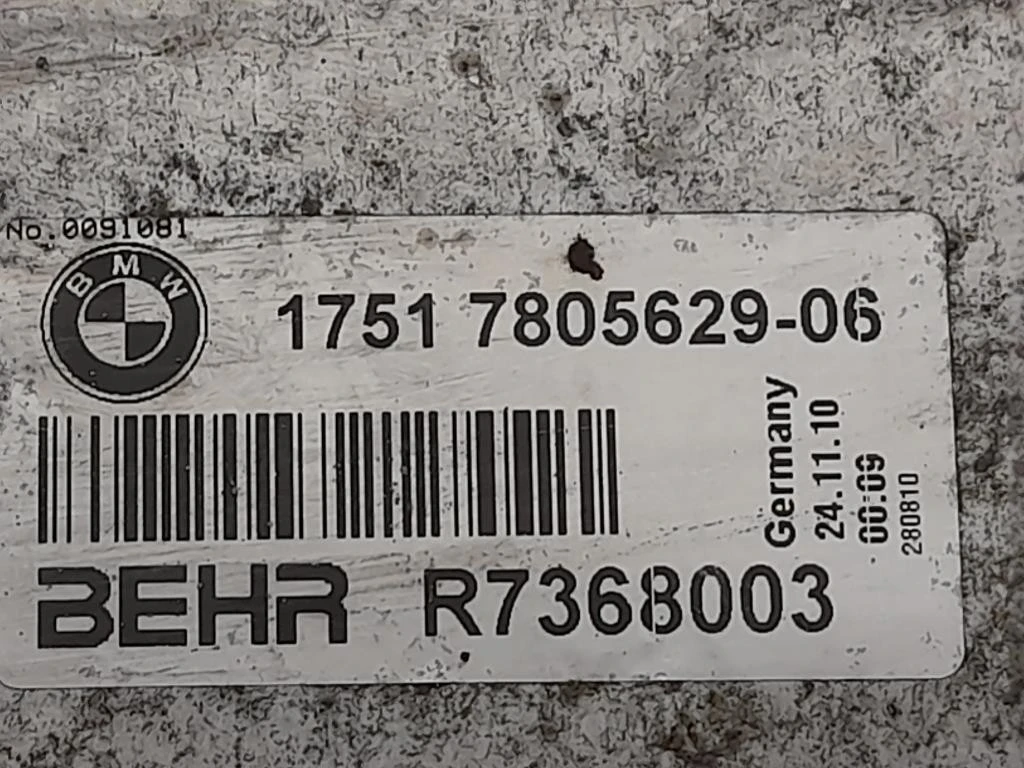 No.0091081
BMW
1751 7805629-06
Germany
24.11.10
00:09
280810
BEHR R7368003